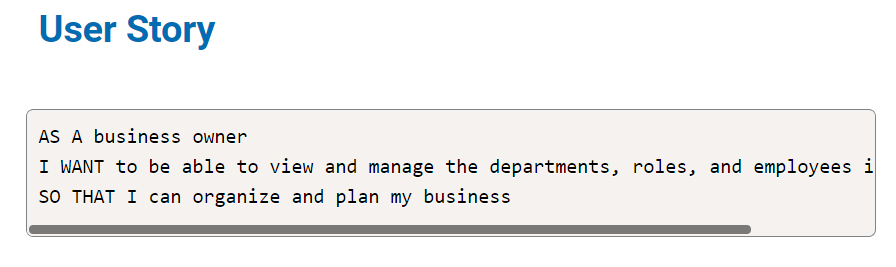 User Story
AS A business owner
I WANT to be able to view and manage the departments, roles, and employees i
SO THAT I can organize and plan my business